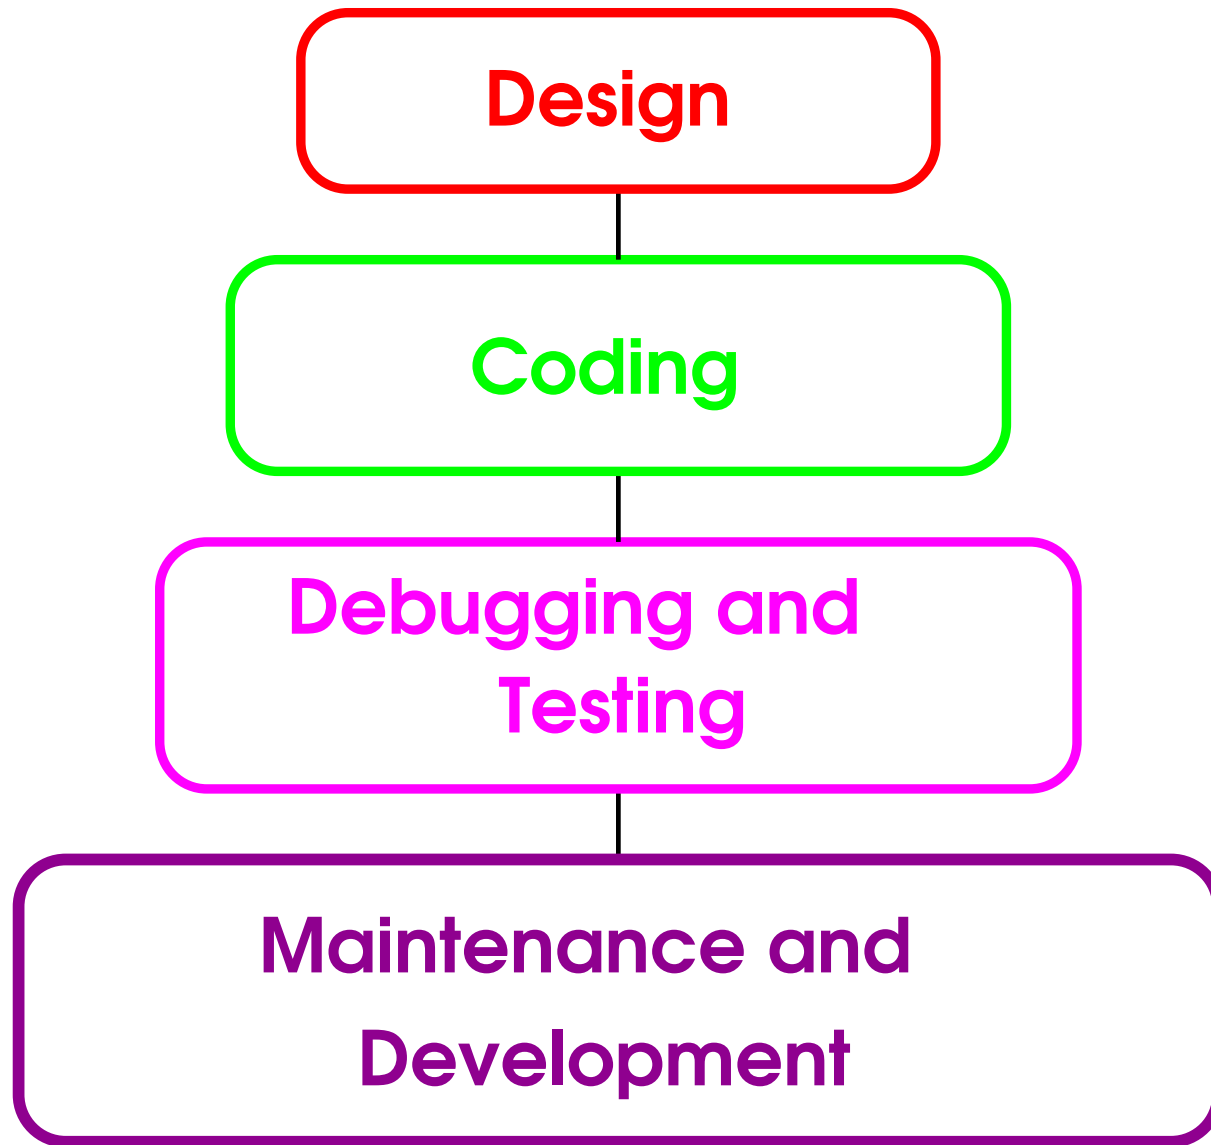 Design
Coding
Debugging and
Testing
Maintenance and
Development